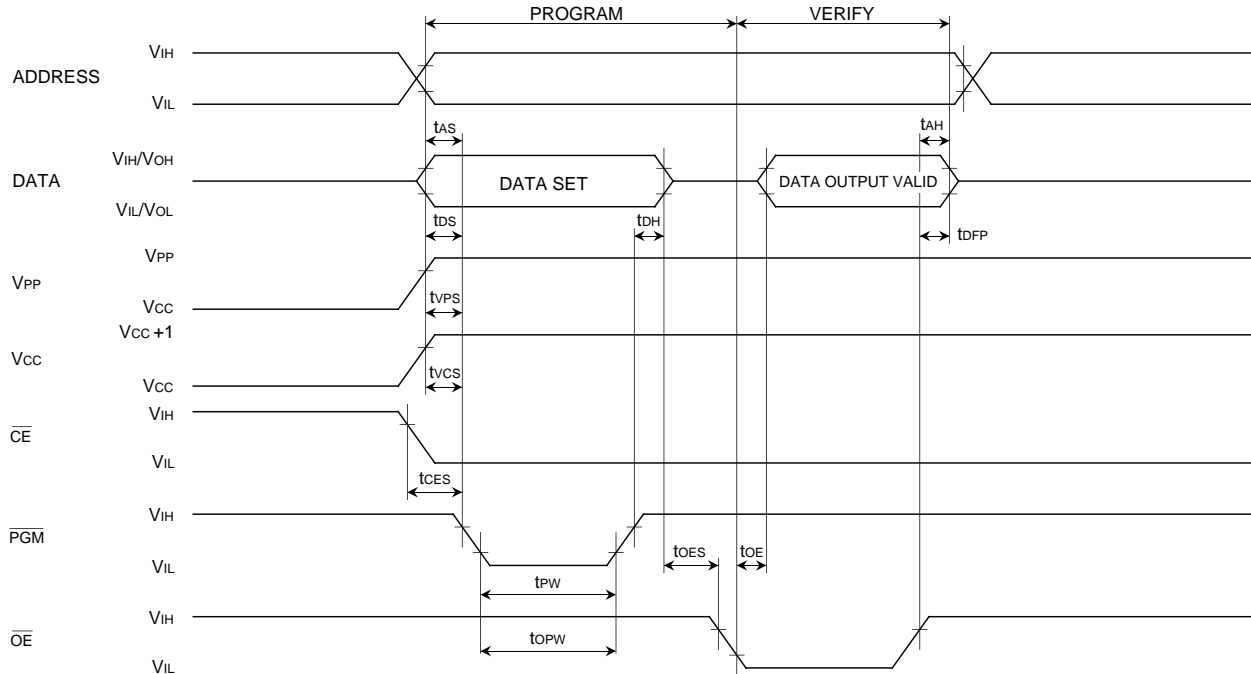 PROGRAM VERIFY
VIH
ADDRESS
VIL
tAS tAH
VIH/VOH
DATA DATA SET DATA OUTPUT VALID
VIL/VOL
tDS tDH tDFP
VPP
VPP
VCC tVPS
VCC +1
VCC
VCC tVCS
VIH
CE
VIL
tCES
VIH
PGM
VIL tOES tOE
tPW
VIH
OE tOPW
VIL